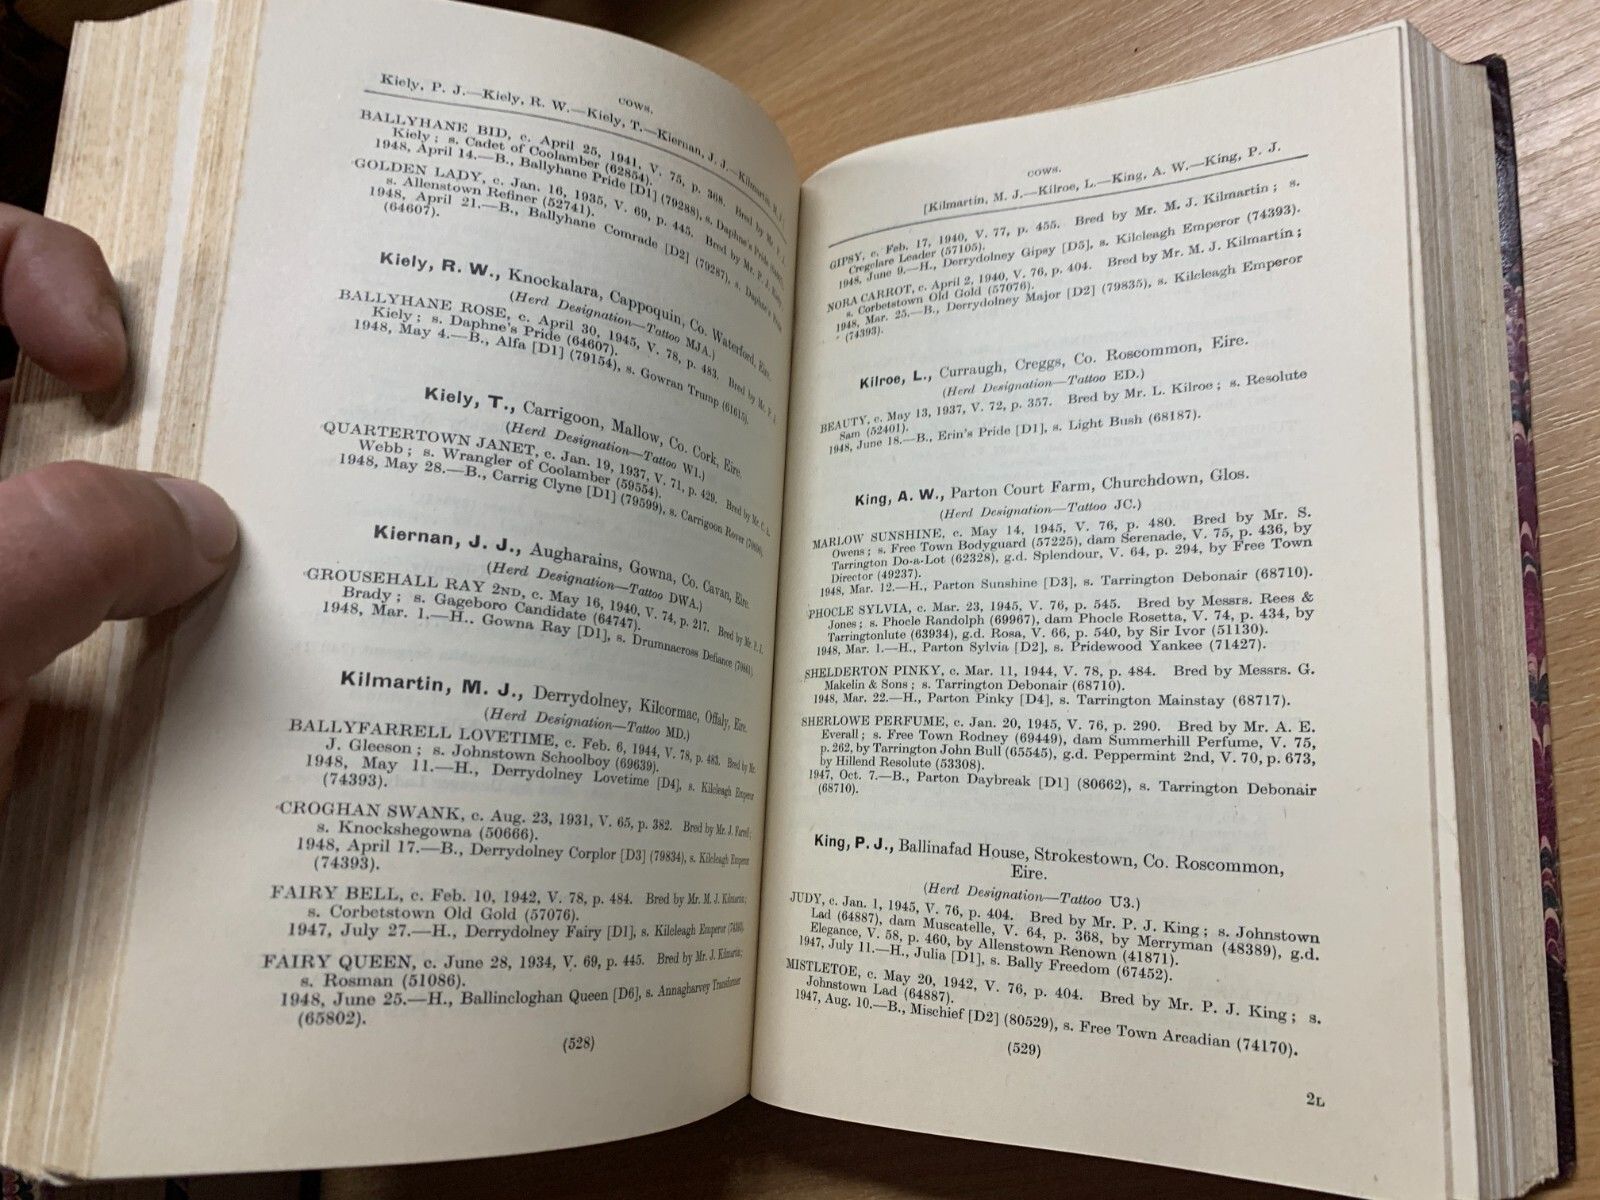 COWS.
Kiely, P. J.—Kiely, R. W.—Kiely, T.—Kiernan, J. J.—Kilmartin, M. J.]
BALLYHANE BID, c. April 25, 1941, V. 75, p. 368. Bred by Mr. P. J.
Kiely; s. Cadet of Coolamber (62854).
1948, April 14.—B., Ballyhane Pride [D1] (79288), s. Daphne's Pride (64607).
GOLDEN LADY, c. Jan. 16, 1935, V. 69, p. 445. Bred by Mr. P. J. Kiely;
s. Allenstown Refiner (52741).
1948, April 21.—B., Ballyhane Comrade [D2] (79287), s. Daphne's Pride
(64607).
Kiely, R. W., Knockalara, Cappoquin, Co. Waterford, Eire.
(Herd Designation—Tattoo MJA.)
BALLYHANE ROSE, c. April 30, 1945, V. 78, p. 483. Bred by Mr. P. J.
Kiely; s. Daphne's Pride (64607).
1948, May 4.—B., Alfa [D1] (79154), s. Gowran Trump (61615).
Kiely, T., Carrigoon, Mallow, Co. Cork, Eire.
(Herd Designation—Tattoo W1.)
QUARTERTOWN JANET, c. Jan. 19, 1937, V. 71, p. 429. Bred by Mr. C. A.
Webb; s. Wrangler of Coolamber (59554).
1948, May 28.—B., Carrig Clyne [D1] (79599), s. Carrigoon Rover
Kiernan, J. J., Augharains, Gowna, Co. Cavan, Eire.
(Herd Designation—Tattoo DWA.)
GROUSEHALL RAY 2ND, c. May 16, 1940, V. 74, p. 217. Bred by Mr. P. J.
Brady; s. Gageboro Candidate (64747).
1948, Mar. 1.—H., Gowna Ray [D1], s. Drumnacross Defiance
Kilmartin, M. J., Derrydolney, Kilcormac, Offaly, Eire.
(Herd Designation—Tattoo MD.)
BALLYFARRELL LOVETIME, c. Feb. 6, 1944, V. 78, p. 483. Bred by Mr.
J. Gleeson; s. Johnstown Schoolboy (69639).
1948, May 11.—H., Derrydolney Lovetime [D4], s. Kilcleagh Emperor
(74393).
CROGHAN SWANK, c. Aug. 23, 1931, V. 65, p. 382. Bred by Mr. J. Farrell;
s. Knockshegowna (50666).
1948, April 17.—B., Derrydolney Corplor [D3] (79834), s. Kilcleagh Emperor
(74393).
FAIRY BELL, c. Feb. 10, 1942, V. 78, p. 484. Bred by Mr. M. J. Kilmartin;
s. Corbetstown Old Gold (57076).
1947, July 27.—H., Derrydolney Fairy [D1], s. Kilcleagh Emperor (74393).
FAIRY QUEEN, c. June 28, 1934, V. 69, p. 445. Bred by Mr. J. Kilmartin;
s. Rosman (51086).
1948, June 25.—H., Ballincloghan Queen [D6], s. Annagharvey Transformer
(65802).
(528)
COWS.
[Kilmartin, M. J.—Kilroe, L.—King, A. W.—King, P. J.
GIPSY, c. Feb. 17, 1940, V. 77, p. 455. Bred by Mr. M. J. Kilmartin; s.
Cregclare Leader (57105).
1948, June 9.—H., Derrydolney Gipsy [D5], s. Kilcleagh Emperor (74393).
NORA CARROT, c. April 2, 1940, V. 76, p. 404. Bred by Mr. M. J. Kilmartin;
s. Corbetstown Old Gold (57076).
1948, Mar. 25.—B., Derrydolney Major [D2] (79835), s. Kilcleagh Emperor
(74393).
Kilroe, L., Curraugh, Creggs, Co. Roscommon, Eire.
(Herd Designation—Tattoo ED.)
BEAUTY, c. May 13, 1937, V. 72, p. 357. Bred by Mr. L. Kilroe; s. Resolute
Sam (52401).
1948, June 18.—B., Erin's Pride [D1], s. Light Bush (68187).
King, A. W., Parton Court Farm, Churchdown, Glos.
(Herd Designation—Tattoo JC.)
MARLOW SUNSHINE, c. May 14, 1945, V. 76, p. 480. Bred by Mr. S.
Owens; s. Free Town Bodyguard (57225), dam Serenade, V. 75, p. 436, by
Tarrington Do-a-Lot (62328), g.d. Splendour, V. 64, p. 294, by Free Town
Director (49237).
1948, Mar. 12.—H., Parton Sunshine [D3], s. Tarrington Debonair (68710).
PHOCLE SYLVIA, c. Mar. 23, 1945, V. 76, p. 545. Bred by Messrs. Rees &
Jones; s. Phocle Randolph (69967), dam Phocle Rosetta, V. 74, p. 434, by
Tarringtonlute (63934), g.d. Rosa, V. 66, p. 540, by Sir Ivor (51130).
1948, Mar. 1.—H., Parton Sylvia [D2], s. Pridewood Yankee (71427).
SHELDERTON PINKY, c. Mar. 11, 1944, V. 78, p. 484. Bred by Messrs. G.
Makelin & Sons; s. Tarrington Debonair (68710).
1948, Mar. 22.—H., Parton Pinky [D4], s. Tarrington Mainstay (68717).
SHERLOWE PERFUME, c. Jan. 20, 1945, V. 76, p. 290. Bred by Mr. A. E.
Everall; s. Free Town Rodney (69449), dam Summerhill Perfume, V. 75,
p. 262, by Tarrington John Bull (65545), g.d. Peppermint 2nd, V. 70, p. 673,
by Hillend Resolute (53308).
1947, Oct. 7.—B., Parton Daybreak [D1] (80662), s. Tarrington Debonair
(68710).
King, P. J., Ballinafad House, Strokestown, Co. Roscommon,
Eire.
(Herd Designation—Tattoo U3.)
JUDY, c. Jan. 1, 1945, V. 76, p. 404. Bred by Mr. P. J. King; s. Johnstown
Lad (64887), dam Muscatelle, V. 64, p. 368, by Merryman (48389), g.d.
Elegance, V. 58, p. 460, by Allenstown Renown (41871).
1947, July 11.—H., Julia [D1], s. Bally Freedom (67452).
MISTLETOE, c. May 20, 1942, V. 76, p. 404. Bred by Mr. P. J. King; s.
Johnstown Lad (64887).
1947, Aug. 10.—B., Mischief [D2] (80529), s. Free Town Arcadian (74170).
(529)
2L